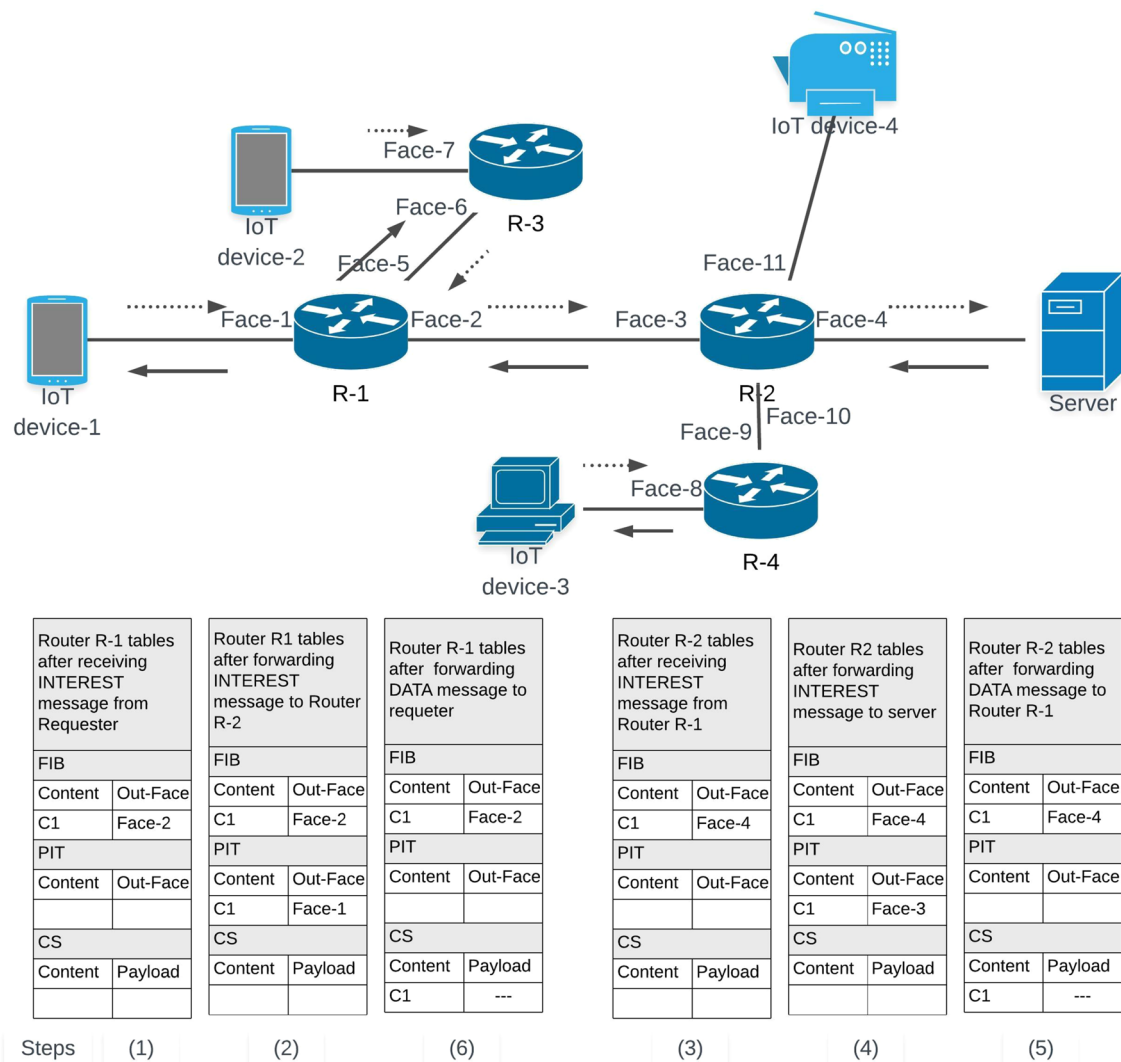 IoT device-4
Face-7
Face-6
IoT
device-2
R-3
Face-5
Face-11
Face-1
Face-2
Face-3
Face-4
R-1
R-2
IoT
device-1
Server
Face-10
Face-9
Face-8
IoT
device-3
R-4
Router R-1 tables
after receiving
INTEREST
message from
Requester
FIB
Content Out-Face
C1 Face-2
PIT
Content Out-Face
CS
Content Payload
Router R1 tables
after forwarding
INTEREST
message to Router
R-2
FIB
Content Out-Face
C1 Face-2
PIT
Content Out-Face
C1 Face-1
CS
Content Payload
Router R-1 tables
after forwarding
DATA message to
requeter
FIB
Content Out-Face
C1 Face-2
PIT
Content Out-Face
CS
Content Payload
C1 ---
Router R-2 tables
after receiving
INTEREST
message from
Router R-1
FIB
Content Out-Face
C1 Face-4
PIT
Content Out-Face
CS
Content Payload
Router R2 tables
after forwarding
INTEREST
message to server
FIB
Content Out-Face
C1 Face-4
PIT
Content Out-Face
C1 Face-3
CS
Content Payload
Router R-2 tables
after forwarding
DATA message to
Router R-1
FIB
Content Out-Face
C1 Face-4
PIT
Content Out-Face
CS
Content Payload
C1 ---
Steps (1) (2) (6) (3) (4) (5)